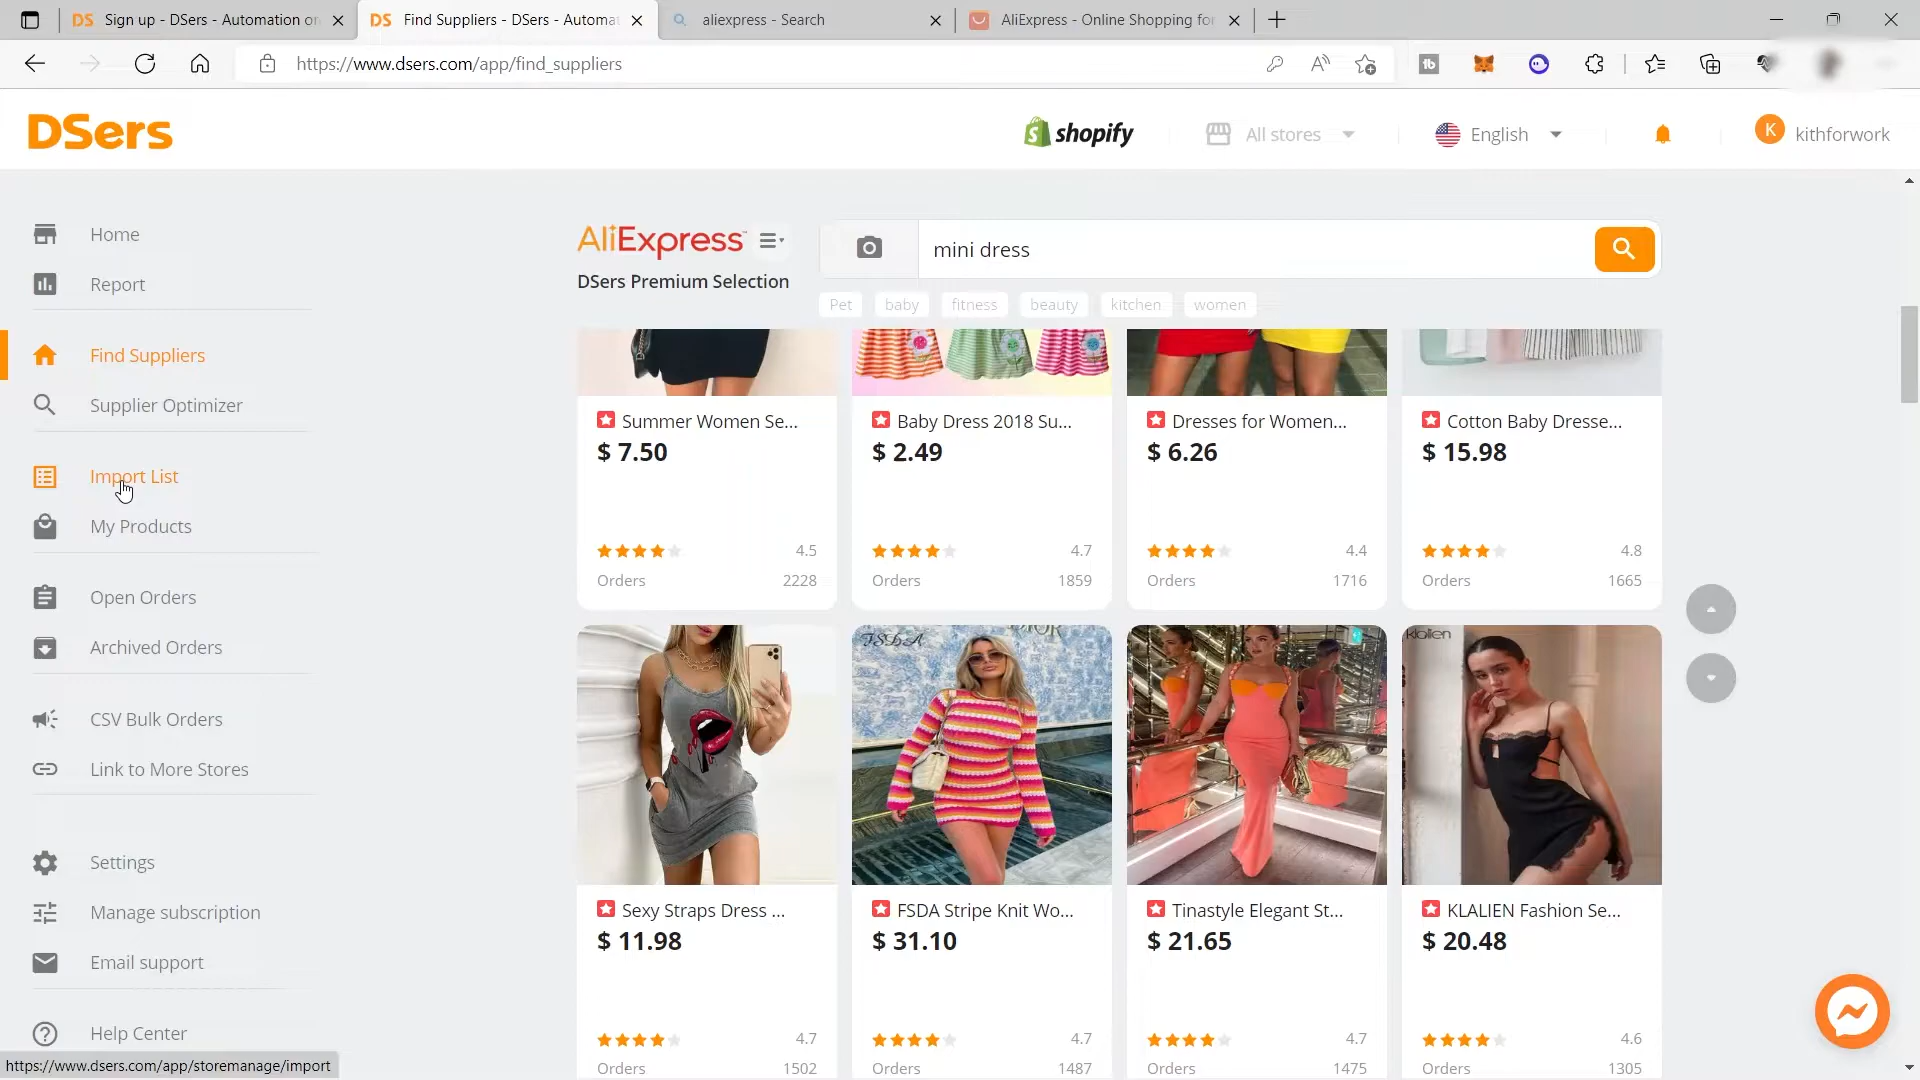 DS Sign up - DSers - Automation on
DS Find Suppliers - DSers - Automat
aliexpress - Search
AliExpress - Online Shopping for
https://www.dsers.com/app/find_suppliers
DSers
shopify
All stores
English
K kithforwork
Home
Report
Find Suppliers
Supplier Optimizer
Import List
My Products
Open Orders
Archived Orders
CSV Bulk Orders
Link to More Stores
Settings
Manage subscription
Email support
Help Center
https://www.dsers.com/app/storemanage/import
AliExpress
DSers Premium Selection
mini dress
Pet baby fitness beauty kitchen women
Summer Women Se...
$ 7.50
4.5
Orders 2228
Baby Dress 2018 Su...
$ 2.49
4.7
Orders 1859
Dresses for Women...
$ 6.26
4.4
Orders 1716
Cotton Baby Dresse...
$ 15.98
4.8
Orders 1665
Sexy Straps Dress ...
$ 11.98
4.7
Orders 1502
FSDA
FSDA Stripe Knit Wo...
$ 31.10
4.7
Orders 1487
Tinastyle Elegant St...
$ 21.65
4.7
Orders 1475
klalien
KLALIEN Fashion Se...
$ 20.48
4.6
Orders 1305